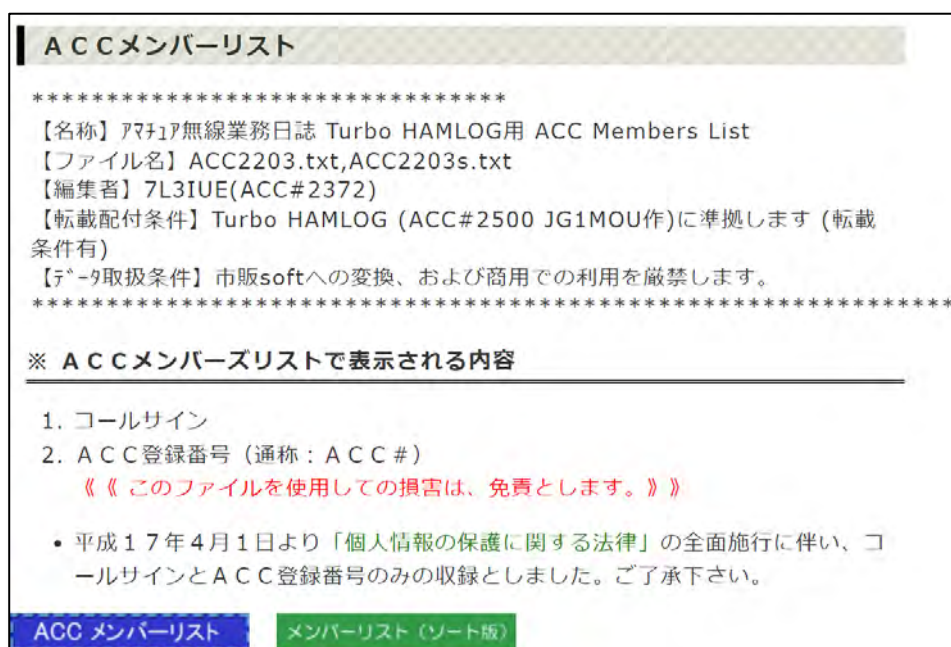 ＡＣＣメンバーリスト
********************************
【名称】ｱﾏﾁｭｱ無線業務日誌 Turbo HAMLOG用 ACC Members List
【ファイル名】ACC2203.txt,ACC2203s.txt
【編集者】7L3IUE(ACC#2372)
【転載配付条件】Turbo HAMLOG (ACC#2500 JG1MOU作)に準拠します (転載
条件有)
【ﾃﾞｰﾀ取扱条件】市販softへの変換、および商用での利用を厳禁します。
**************************************************************
※ ＡＣＣメンバーズリストで表示される内容
1. コールサイン
2. ＡＣＣ登録番号（通称：ＡＣＣ＃）
《《 このファイルを使用しての損害は、免責とします。》》
• 平成１７年４月１日より「個人情報の保護に関する法律」の全面施行に伴い、コ
ールサインとＡＣＣ登録番号のみの収録としました。ご了承下さい。
ACC メンバーリスト
メンバーリスト（ソート版）